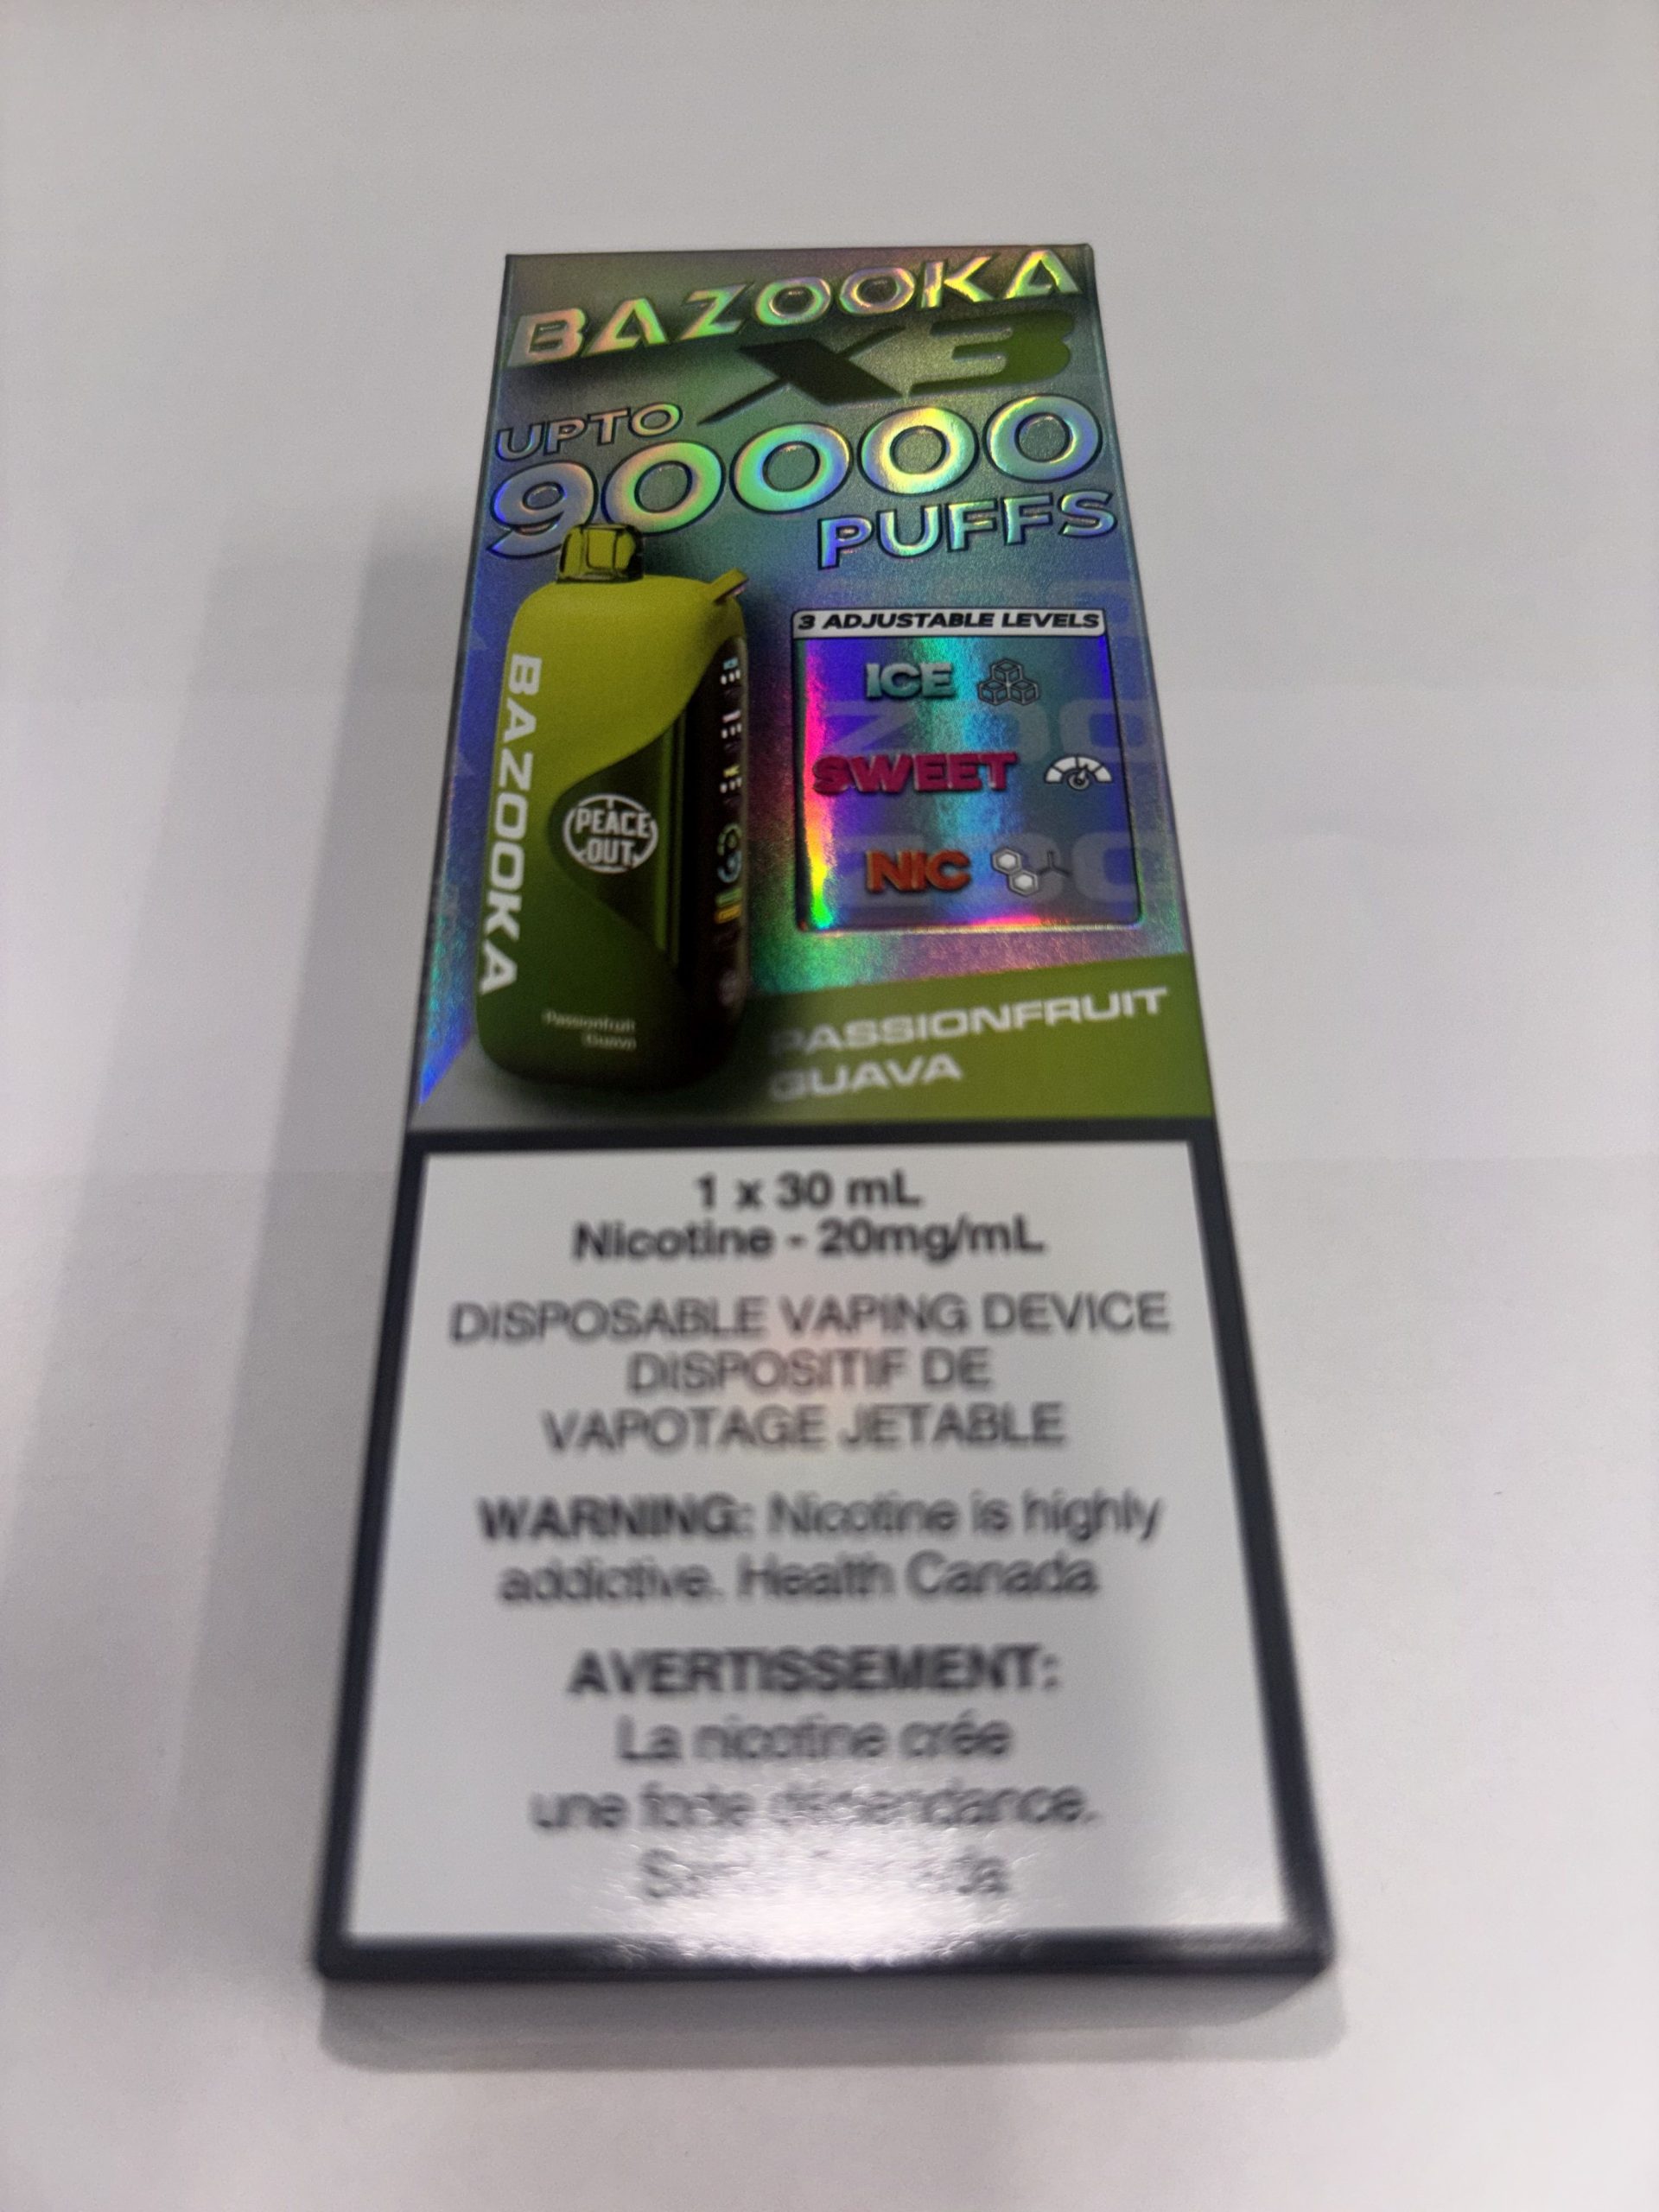 BAZOOKA
X3
UPTO
90000
PUFFS
3 ADJUSTABLE LEVELS
ICE
SWEET
NIC
BAZOOKA
PEACE
OUT
Passionfruit
Guava
PASSIONFRUIT
GUAVA
1 x 30 mL
Nicotine - 20mg/mL
DISPOSABLE VAPING DEVICE
DISPOSITIF DE
VAPOTAGE JETABLE
WARNING: Nicotine is highly
addictive. Health Canada
AVERTISSEMENT:
La nicotine crée
une forte dépendance.